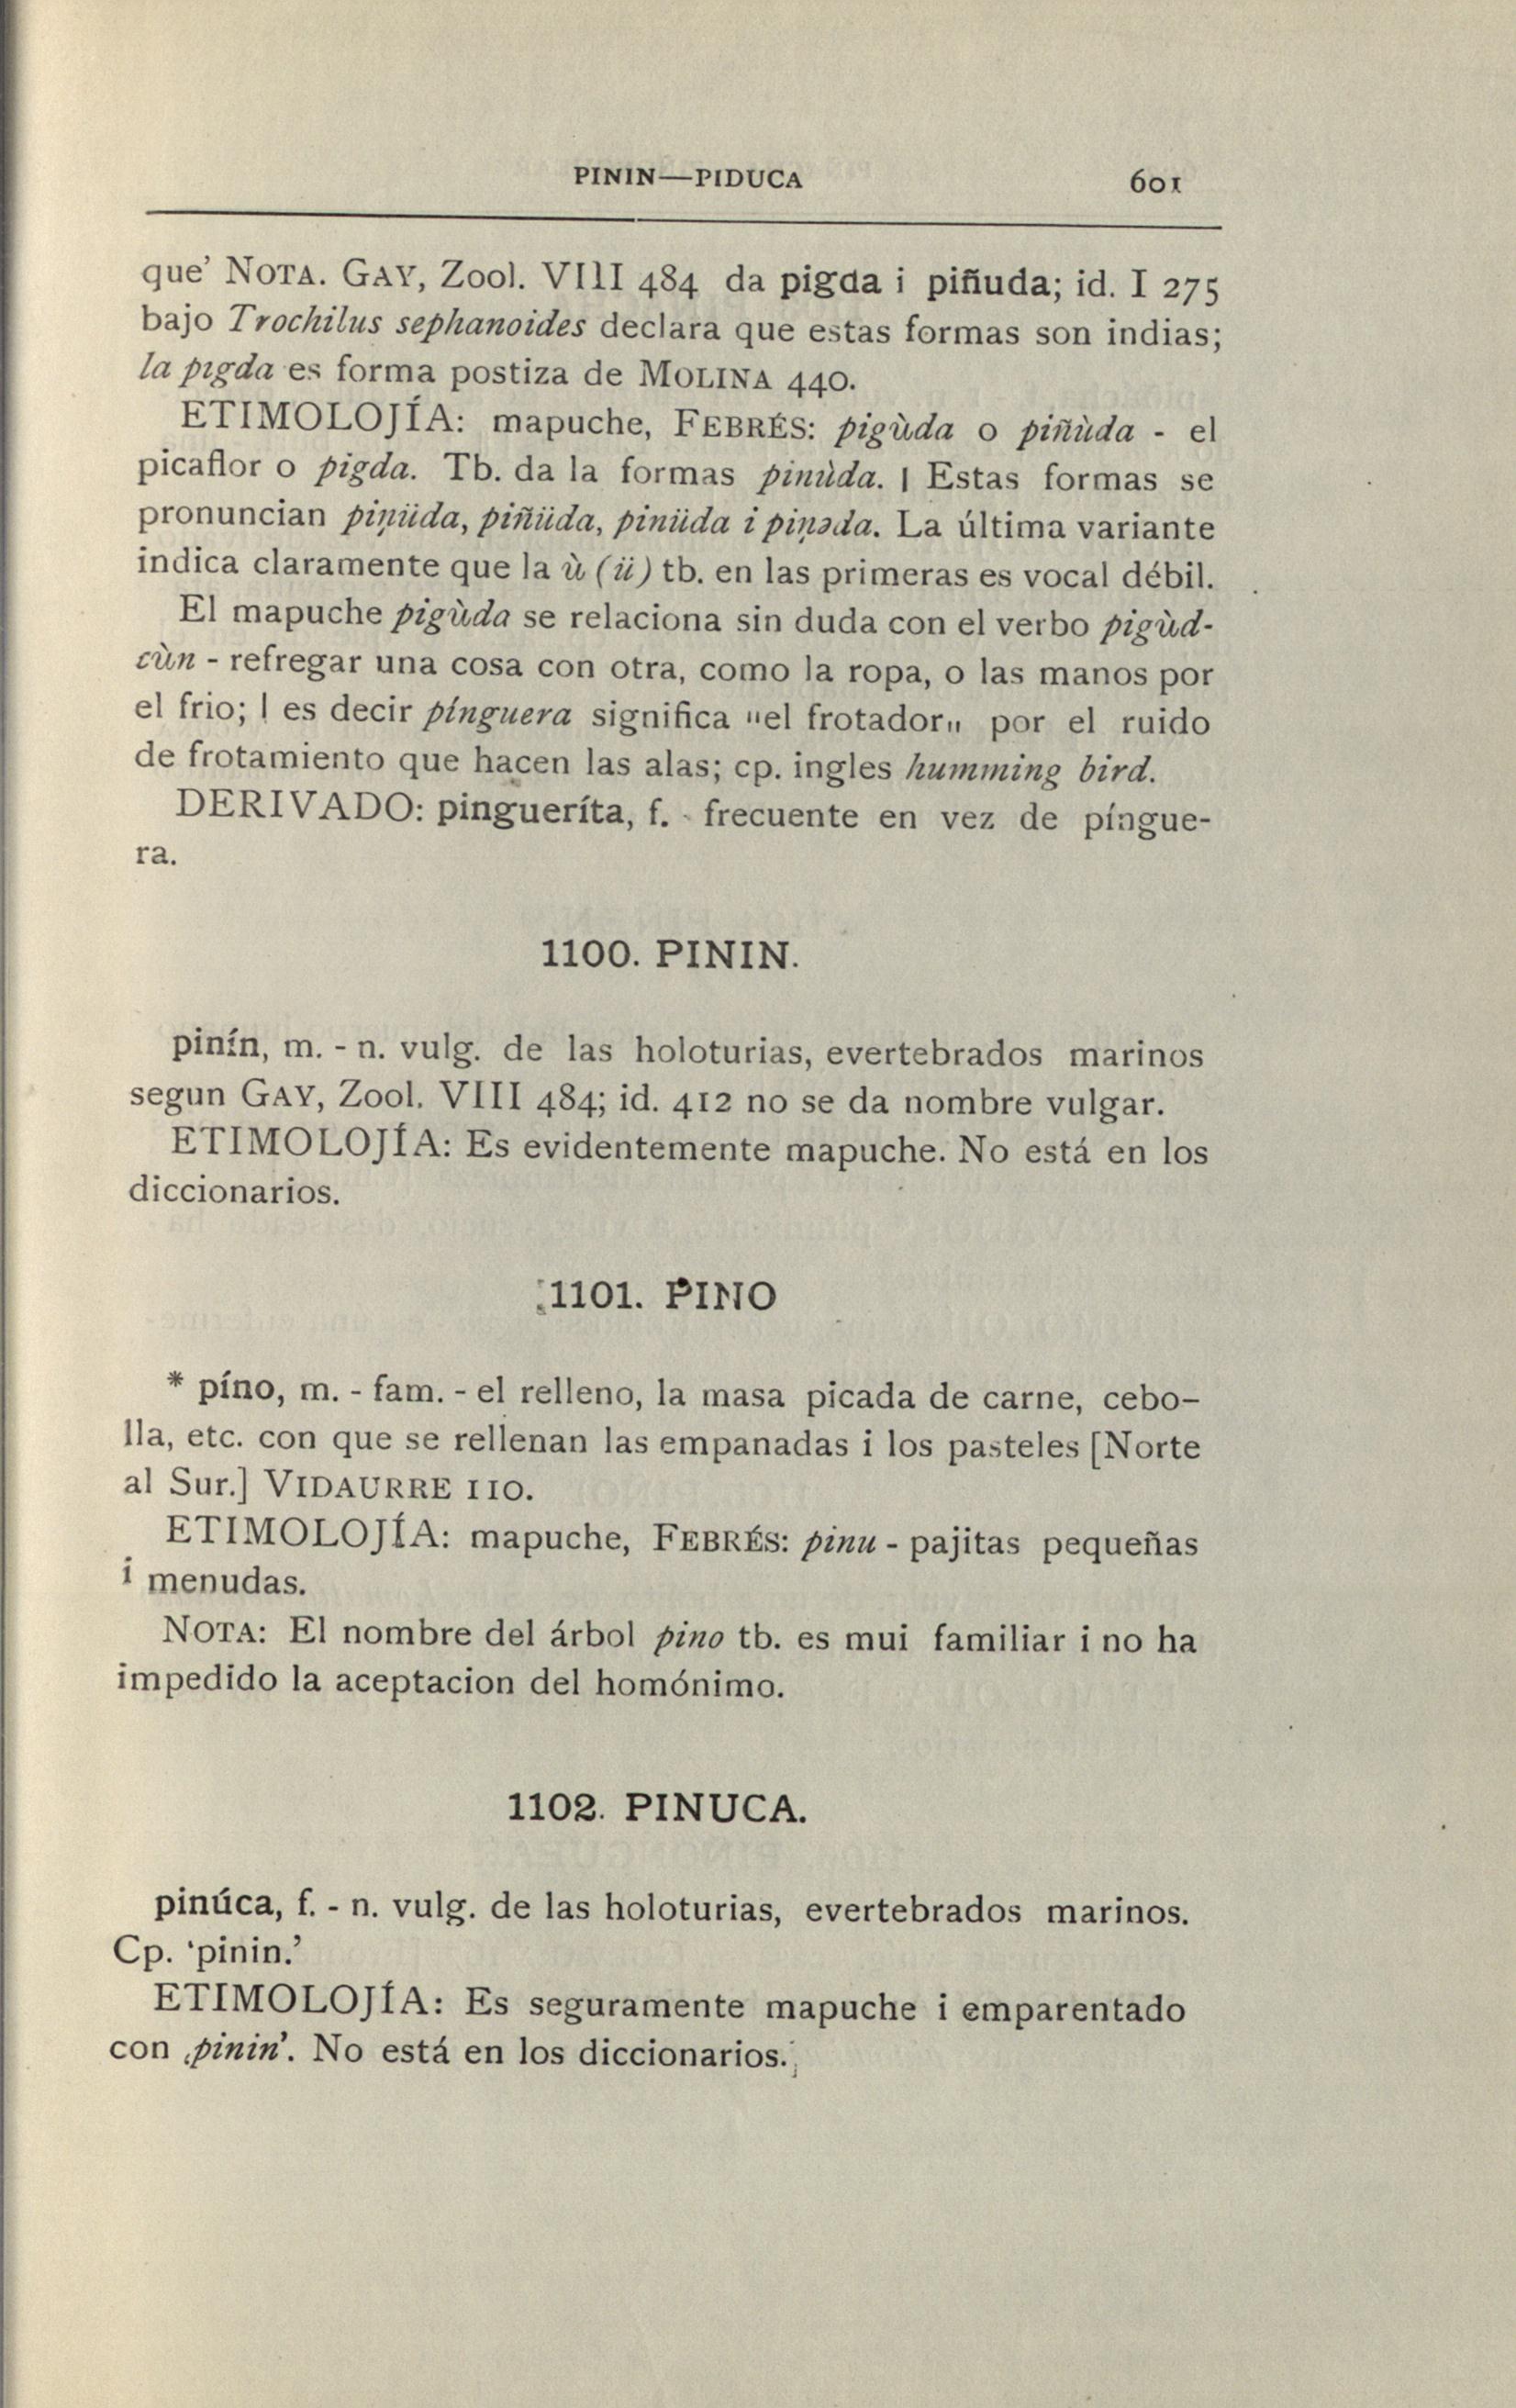 PININ—PIDUCA 601
que’ NOTA. GAY, Zool. VIII 484 da pigda i piñuda; id. I 275
bajo Trochilus sephanoides declara que estas formas son indias;
la pigda es forma postiza de MOLINA 440.
ETIMOLOJÍA: mapuche, FEBRÉS: pigùda o piñùda - el
picaflor o pigda. Tb. da la formas pinùda. | Estas formas se
pronuncian piṇüda, piñüda, pinüda i piṇəda. La última variante
indica claramente que la ù (ü) tb. en las primeras es vocal débil.
El mapuche pigùda se relaciona sin duda con el verbo pigùd-
cùn - refregar una cosa con otra, como la ropa, o las manos por
el frio; | es decir pínguera significa "el frotador„ por el ruido
de frotamiento que hacen las alas; cp. ingles humming bird.
DERIVADO: pingueríta, f. - frecuente en vez de píngue-
ra.
1100. PININ.
pinín, m. - n. vulg. de las holoturias, evertebrados marinos
segun GAY, Zool. VIII 484; id. 412 no se da nombre vulgar.
ETIMOLOJÍA: Es evidentemente mapuche. No está en los
diccionarios.
1101. PINO
* píno, m. - fam. - el relleno, la masa picada de carne, cebo-
lla, etc. con que se rellenan las empanadas i los pasteles [Norte
al Sur.] VIDAURRE 110.
ETIMOLOJÍA: mapuche, FEBRÉS: pinu - pajitas pequeñas
i menudas.
NOTA: El nombre del árbol pino tb. es mui familiar i no ha
impedido la aceptacion del homónimo.
1102. PINUCA.
pinúca, f. - n. vulg. de las holoturias, evertebrados marinos.
Cp. ‘pinin.’
ETIMOLOJÍA: Es seguramente mapuche i emparentado
con ‚pinin’. No está en los diccionarios.